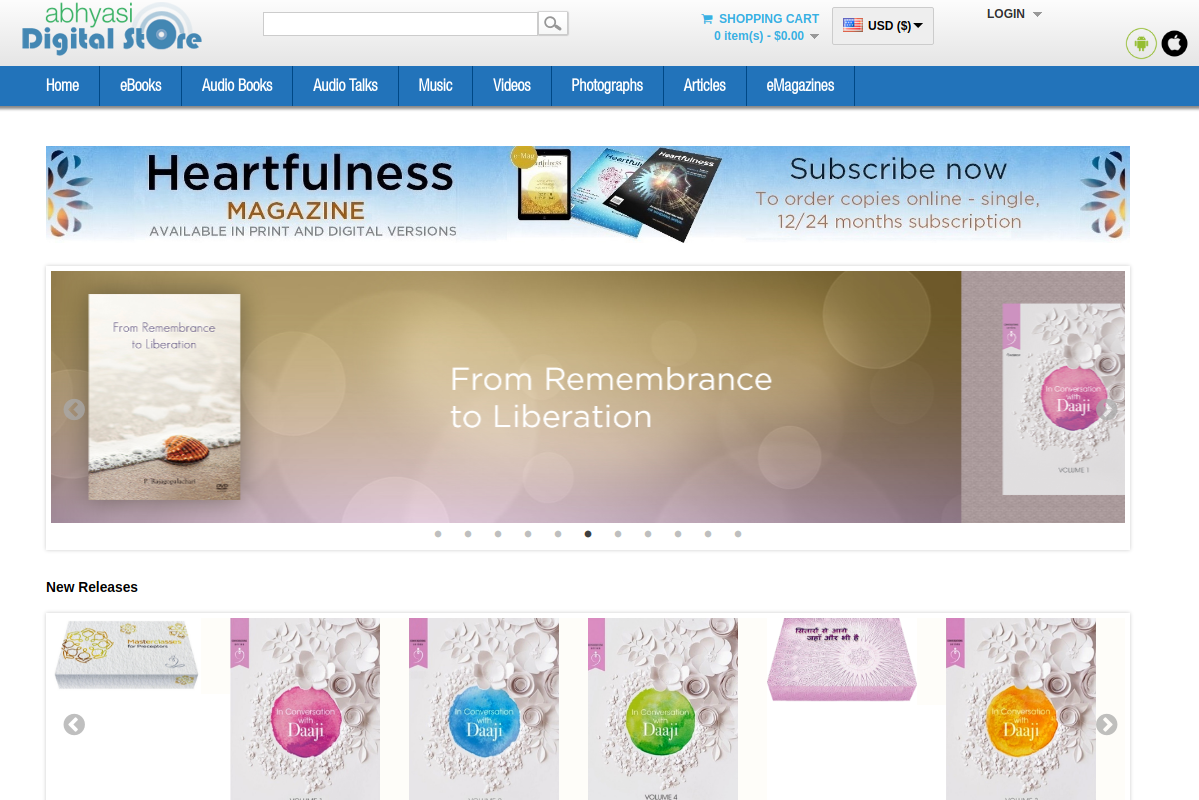 abhyasi
Digital Store
SHOPPING CART
0 item(s) - $0.00
USD ($)
LOGIN
Home
eBooks
Audio Books
Audio Talks
Music
Videos
Photographs
Articles
eMagazines
Heartfulness
MAGAZINE
AVAILABLE IN PRINT AND DIGITAL VERSIONS
e-Mag
Heartfulness
Subscribe now
To order copies online - single,
12/24 months subscription
From Remembrance
to Liberation
P. Rajagopalachari
DVD
From Remembrance
to Liberation
In Conversation
with
Daaji
VOLUME 1
New Releases
Masterclasses
for Preceptors
In Conversation
with
Daaji
In Conversation
with
Daaji
In Conversation
with
Daaji
VOLUME 4
सितारों से आगे
जहाँ और भी है
In Conversation
with
Daaji